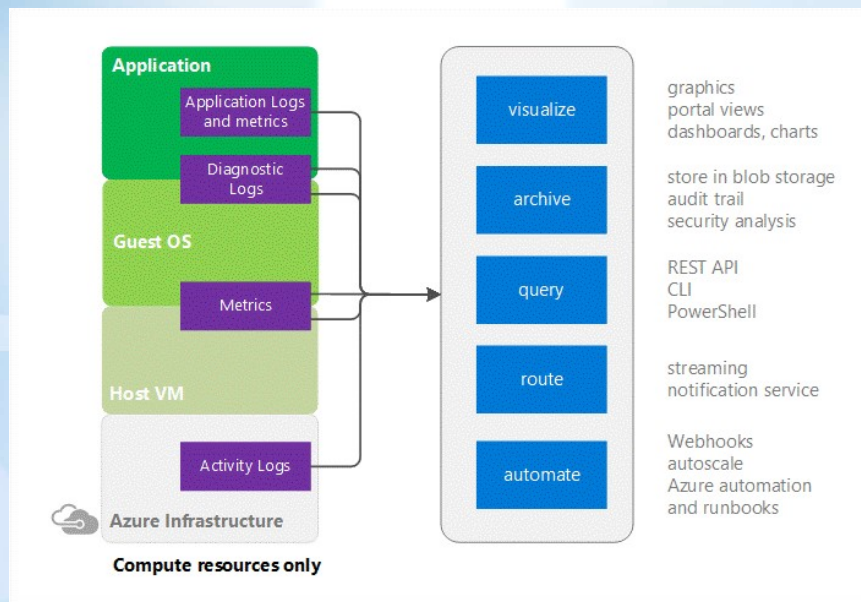 Application
Application Logs
and metrics
Diagnostic
Logs
Guest OS
Metrics
Host VM
Activity Logs
Azure Infrastructure
Compute resources only
visualize
graphics
portal views
dashboards, charts
archive
store in blob storage
audit trail
security analysis
query
REST API
CLI
PowerShell
route
streaming
notification service
automate
Webhooks
autoscale
Azure automation
and runbooks